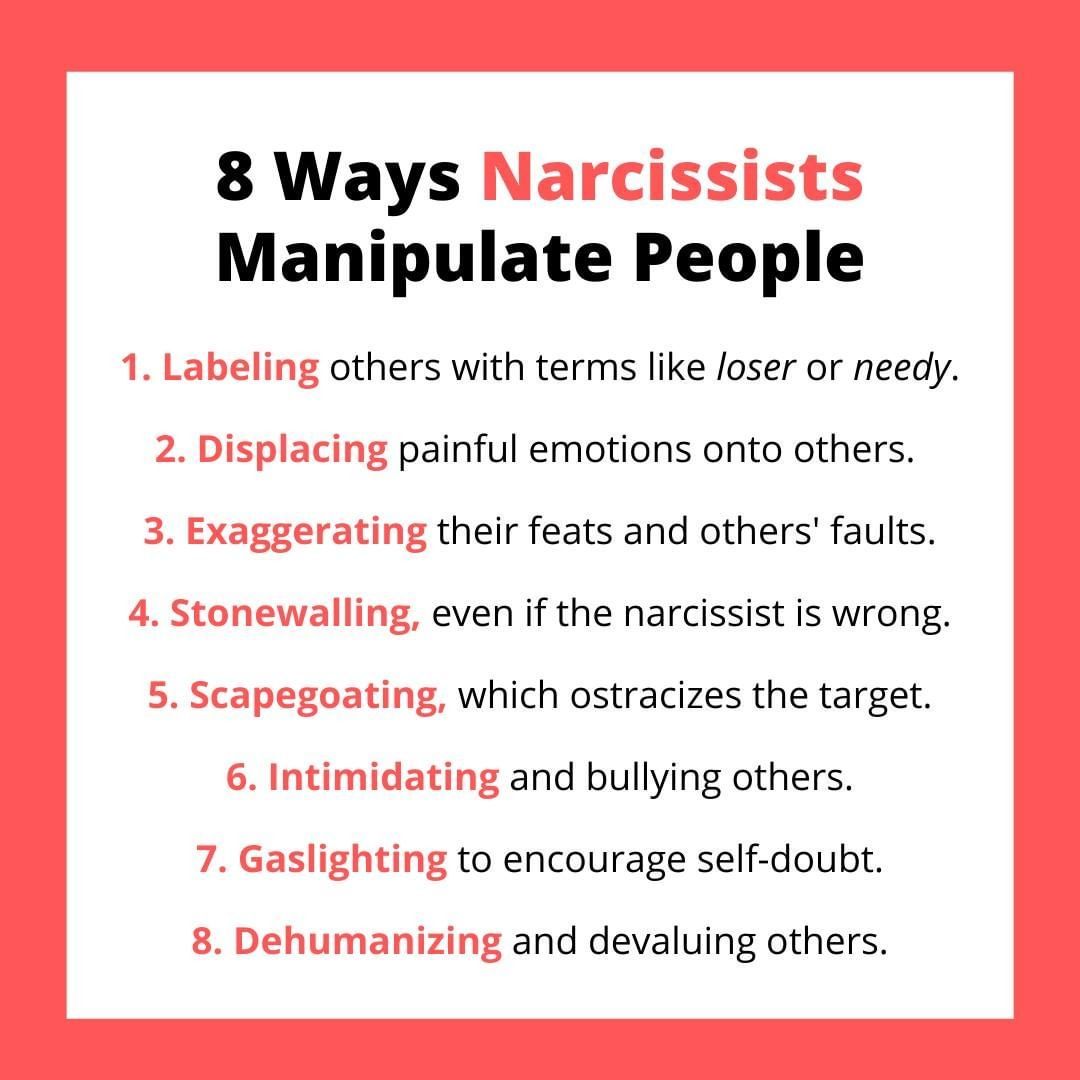 8 Ways Narcissists
Manipulate People
1. Labeling others with terms like loser or needy.
2. Displacing painful emotions onto others.
3. Exaggerating their feats and others' faults.
4. Stonewalling, even if the narcissist is wrong.
5. Scapegoating, which ostracizes the target.
6. Intimidating and bullying others.
7. Gaslighting to encourage self-doubt.
8. Dehumanizing and devaluing others.